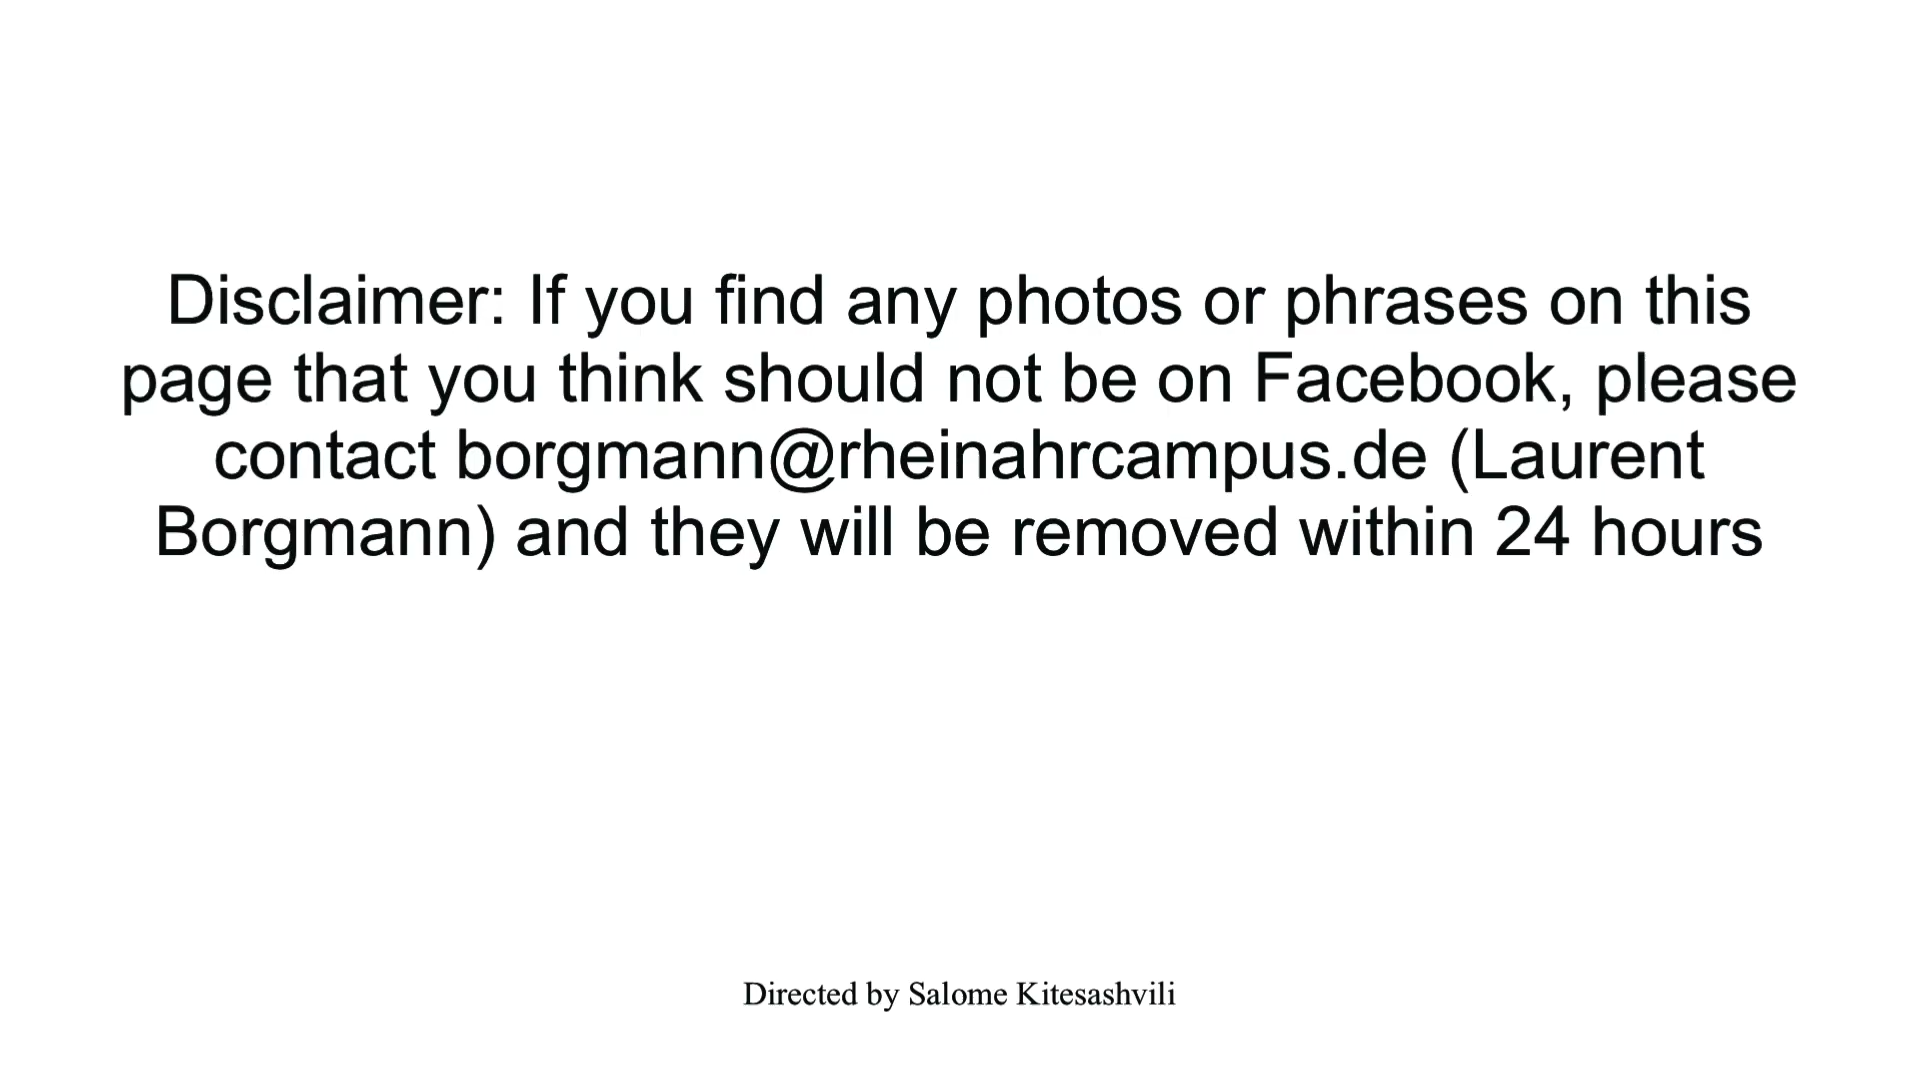 Disclaimer: If you find any photos or phrases on this
page that you think should not be on Facebook, please
contact borgmann@rheinahrcampus.de (Laurent
Borgmann) and they will be removed within 24 hours
Directed by Salome Kitesashvili